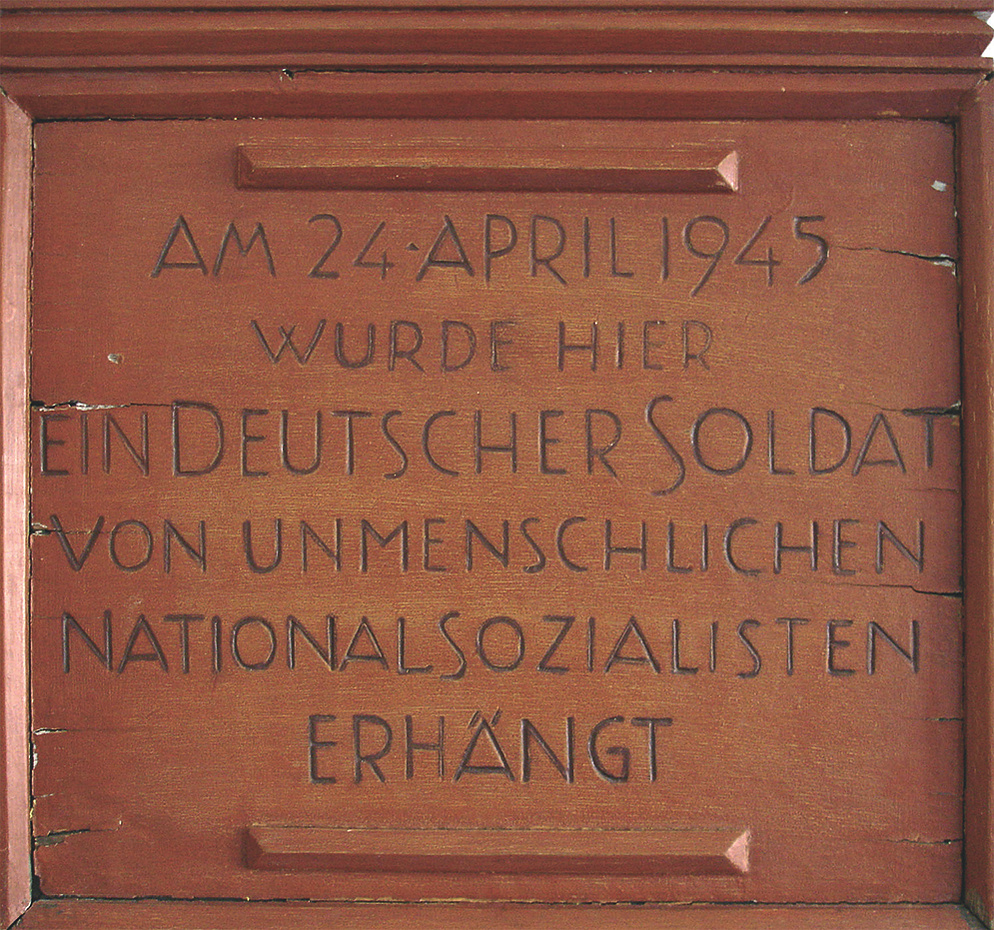 AM 24·APRIL 1945
WURDE HIER
EIN DEUTSCHER SOLDAT
VON UNMENSCHLICHEN
NATIONALSOZIALISTEN
ERHÄNGT